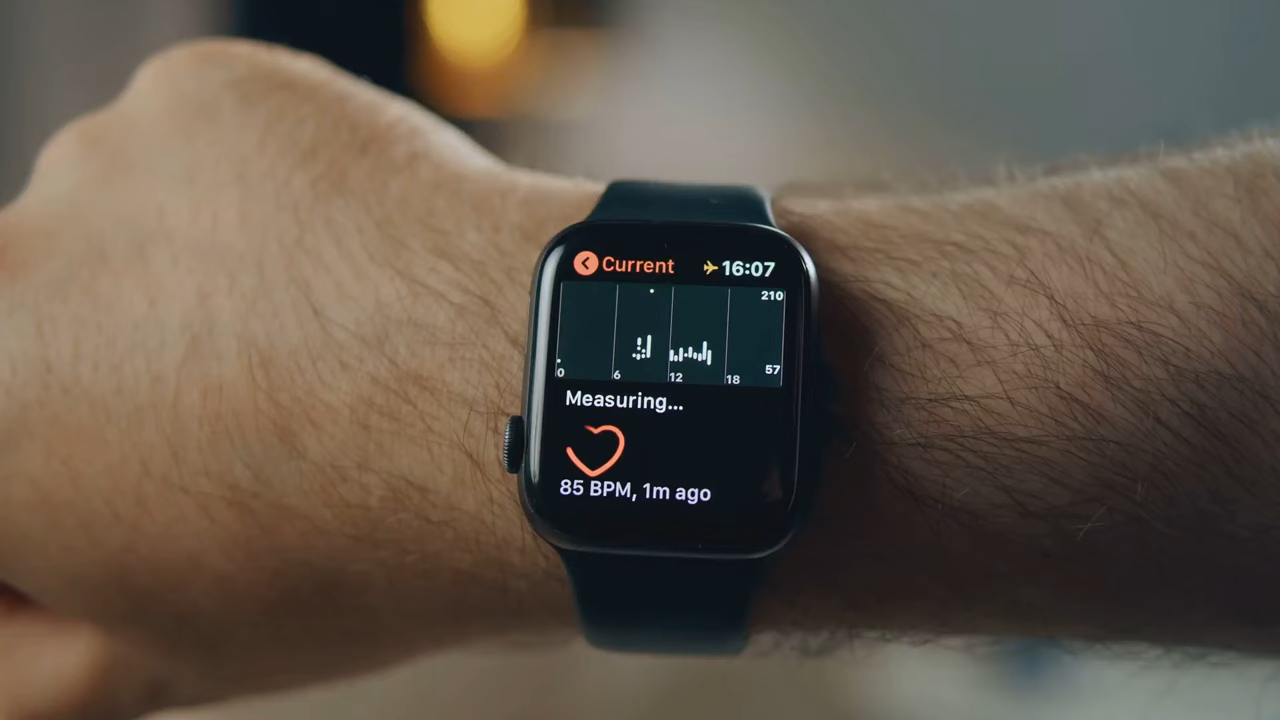 Current 16:07
210
57
0 6 12 18
Measuring...
85 BPM, 1m ago